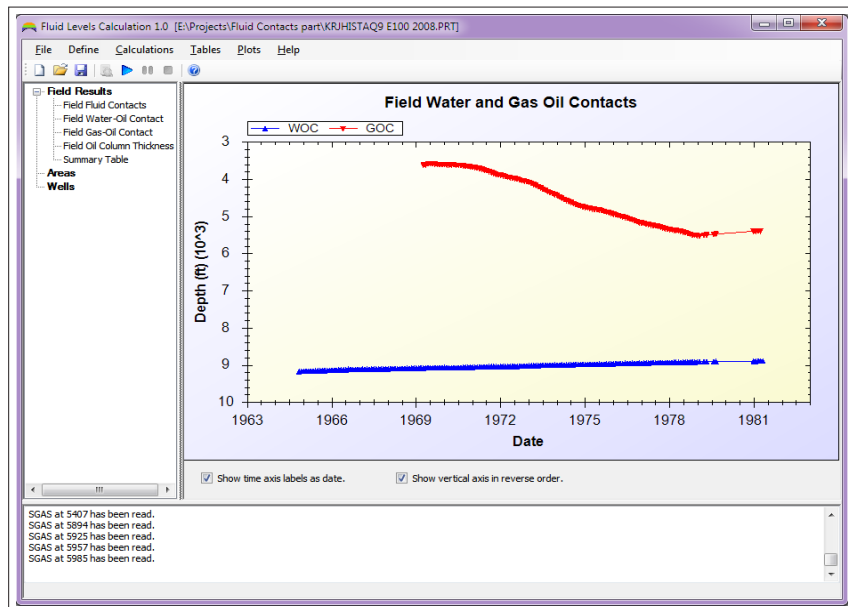 Fluid Levels Calculation 1.0 [E:\Projects\Fluid Contacts part\KRJHISTAQ9 E100 2008.PRT]
File Define Calculations Tables Plots Help
Field Results
Field Fluid Contacts
Field Water-Oil Contact
Field Gas-Oil Contact
Field Oil Column Thickness
Summary Table
Areas
Wells
Field Water and Gas Oil Contacts
WOC GOC
Depth (ft) (10^3)
3
4
5
6
7
8
9
10
1963 1966 1969 1972 1975 1978 1981
Date
Show time axis labels as date. Show vertical axis in reverse order.
SGAS at 5407 has been read.
SGAS at 5894 has been read.
SGAS at 5925 has been read.
SGAS at 5957 has been read.
SGAS at 5985 has been read.